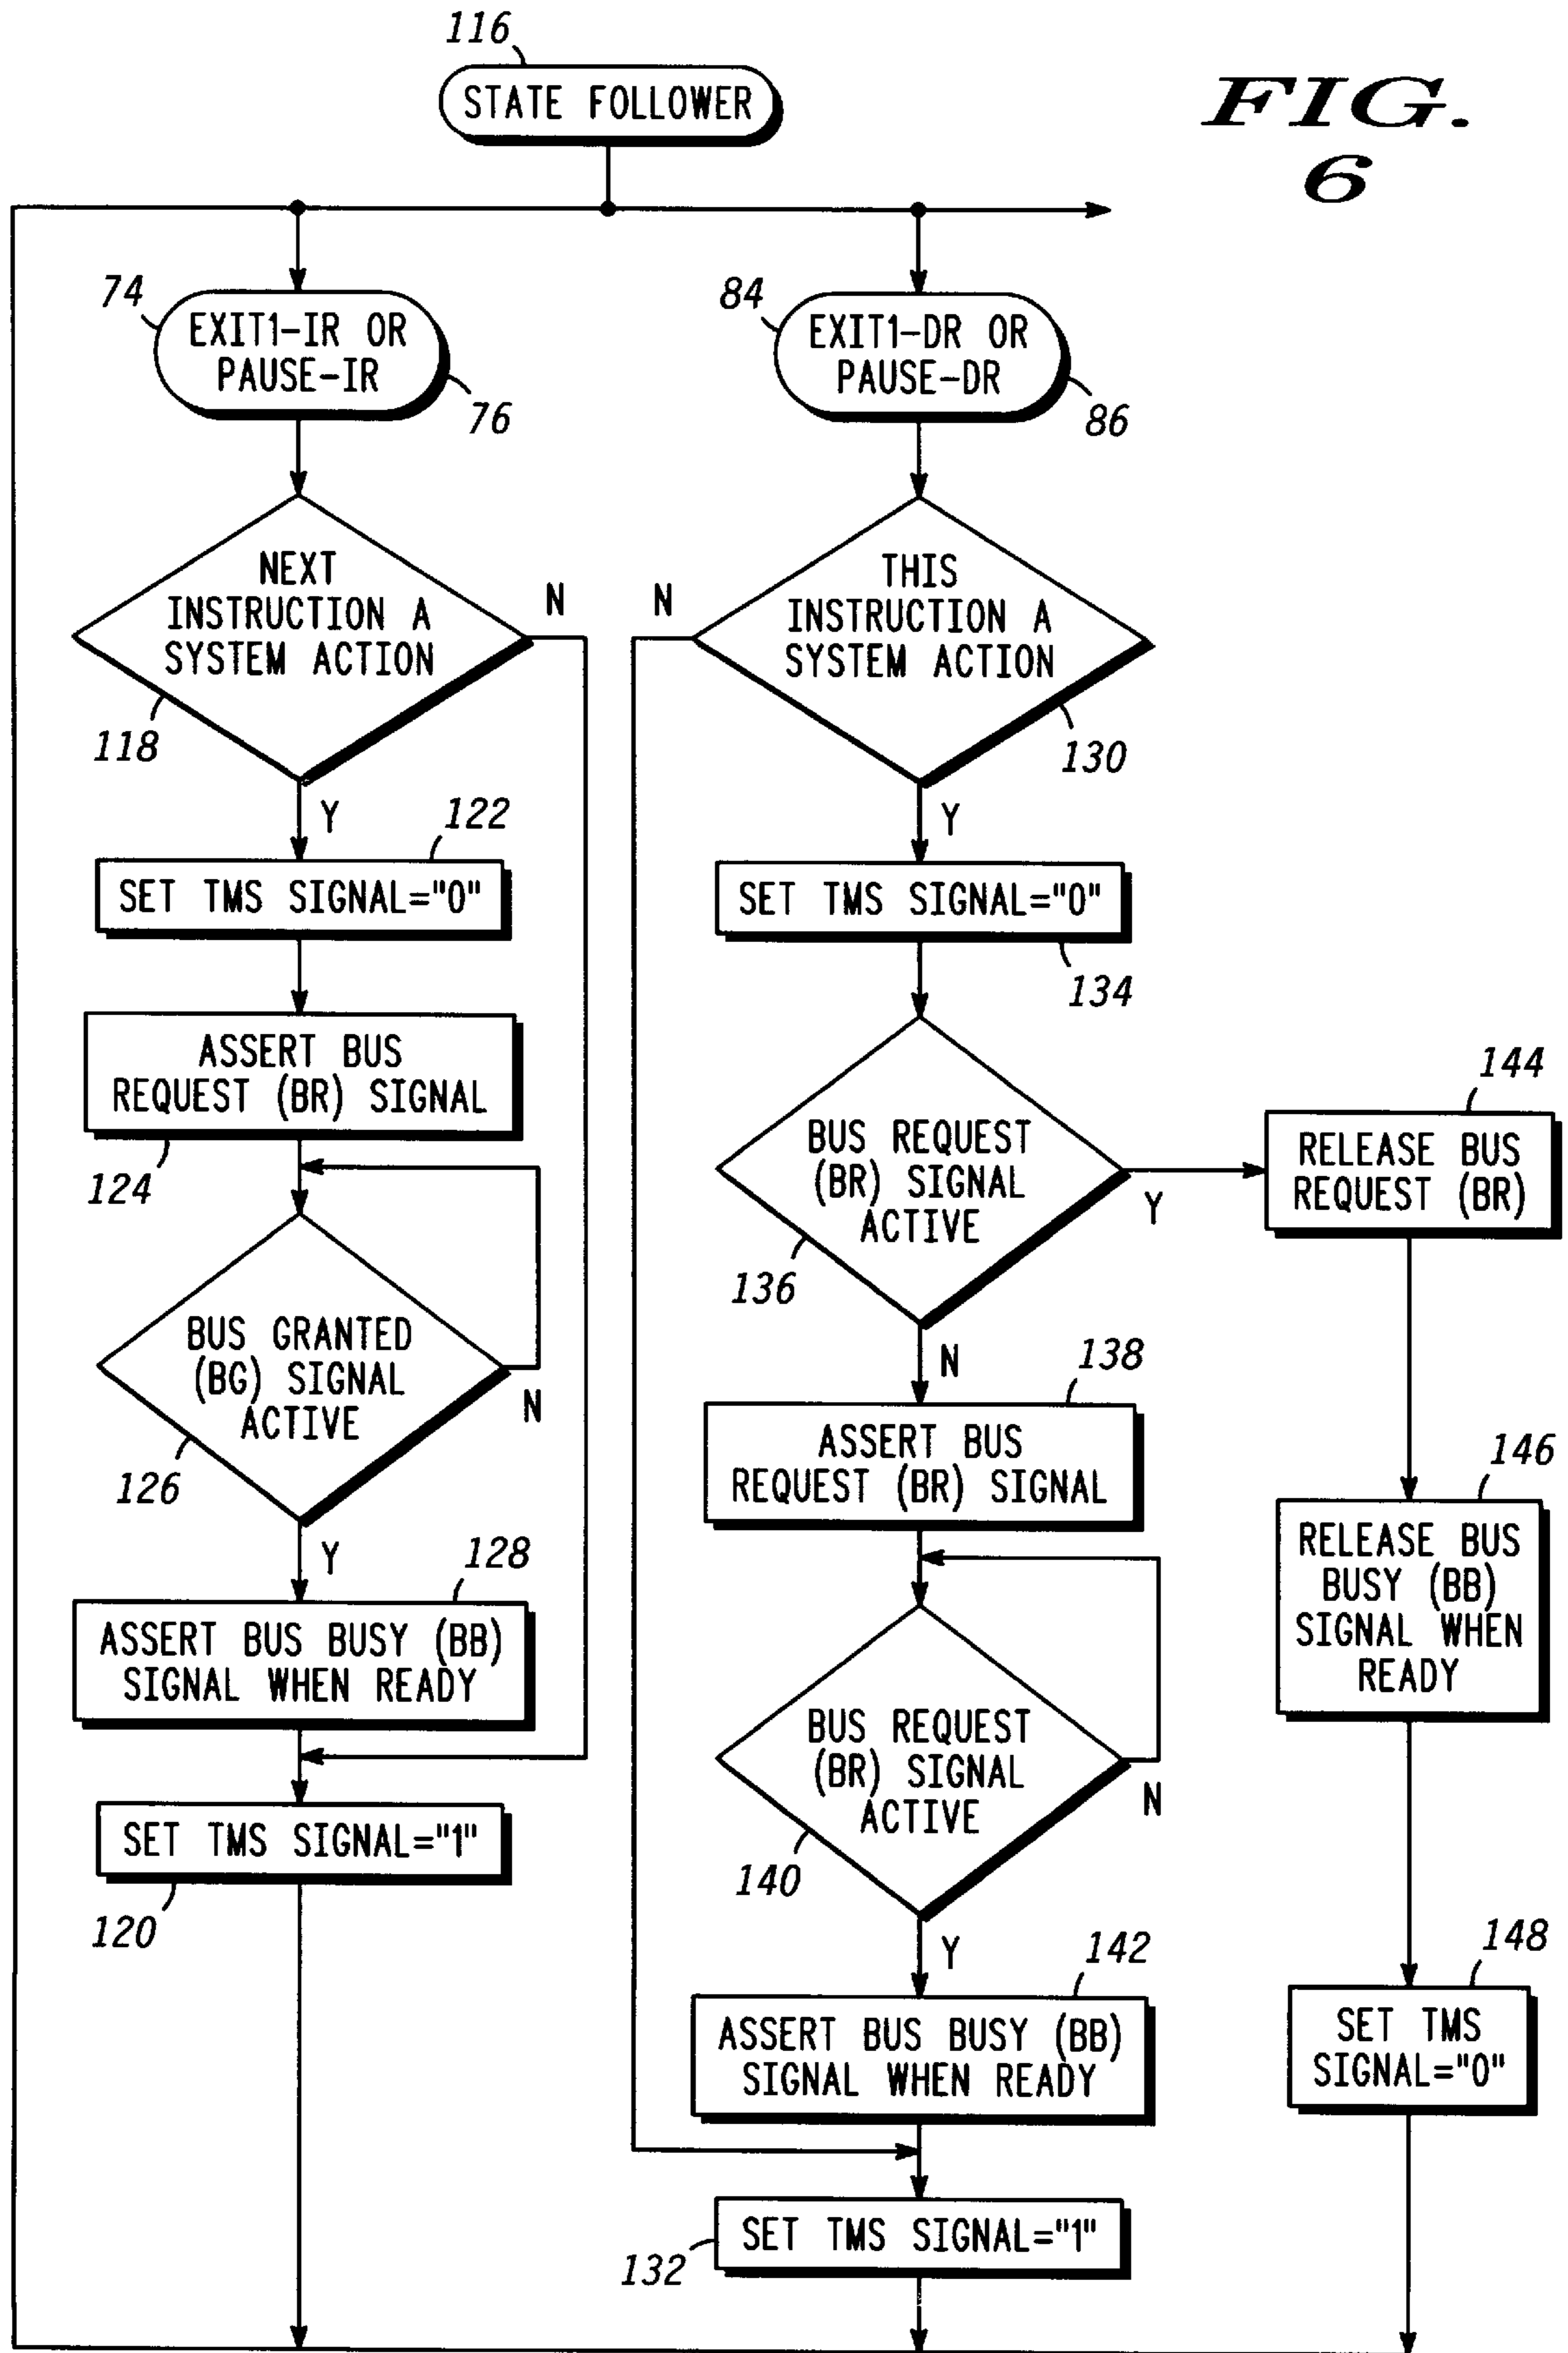 116
STATE FOLLOWER
FIG.
6
74
EXIT1-IR OR
PAUSE-IR
76
84
EXIT1-DR OR
PAUSE-DR
86
NEXT
INSTRUCTION A
SYSTEM ACTION
N
118
Y
N
THIS
INSTRUCTION A
SYSTEM ACTION
130
Y
122
SET TMS SIGNAL="0"
SET TMS SIGNAL="0"
134
ASSERT BUS
REQUEST (BR) SIGNAL
124
BUS REQUEST
(BR) SIGNAL
ACTIVE
Y
136
N
144
RELEASE BUS
REQUEST (BR)
BUS GRANTED
(BG) SIGNAL
ACTIVE
N
126
Y
138
ASSERT BUS
REQUEST (BR) SIGNAL
146
RELEASE BUS
BUSY (BB)
SIGNAL WHEN
READY
128
ASSERT BUS BUSY (BB)
SIGNAL WHEN READY
BUS REQUEST
(BR) SIGNAL
ACTIVE
N
140
Y
SET TMS SIGNAL="1"
120
142
ASSERT BUS BUSY (BB)
SIGNAL WHEN READY
148
SET TMS
SIGNAL="0"
SET TMS SIGNAL="1"
132